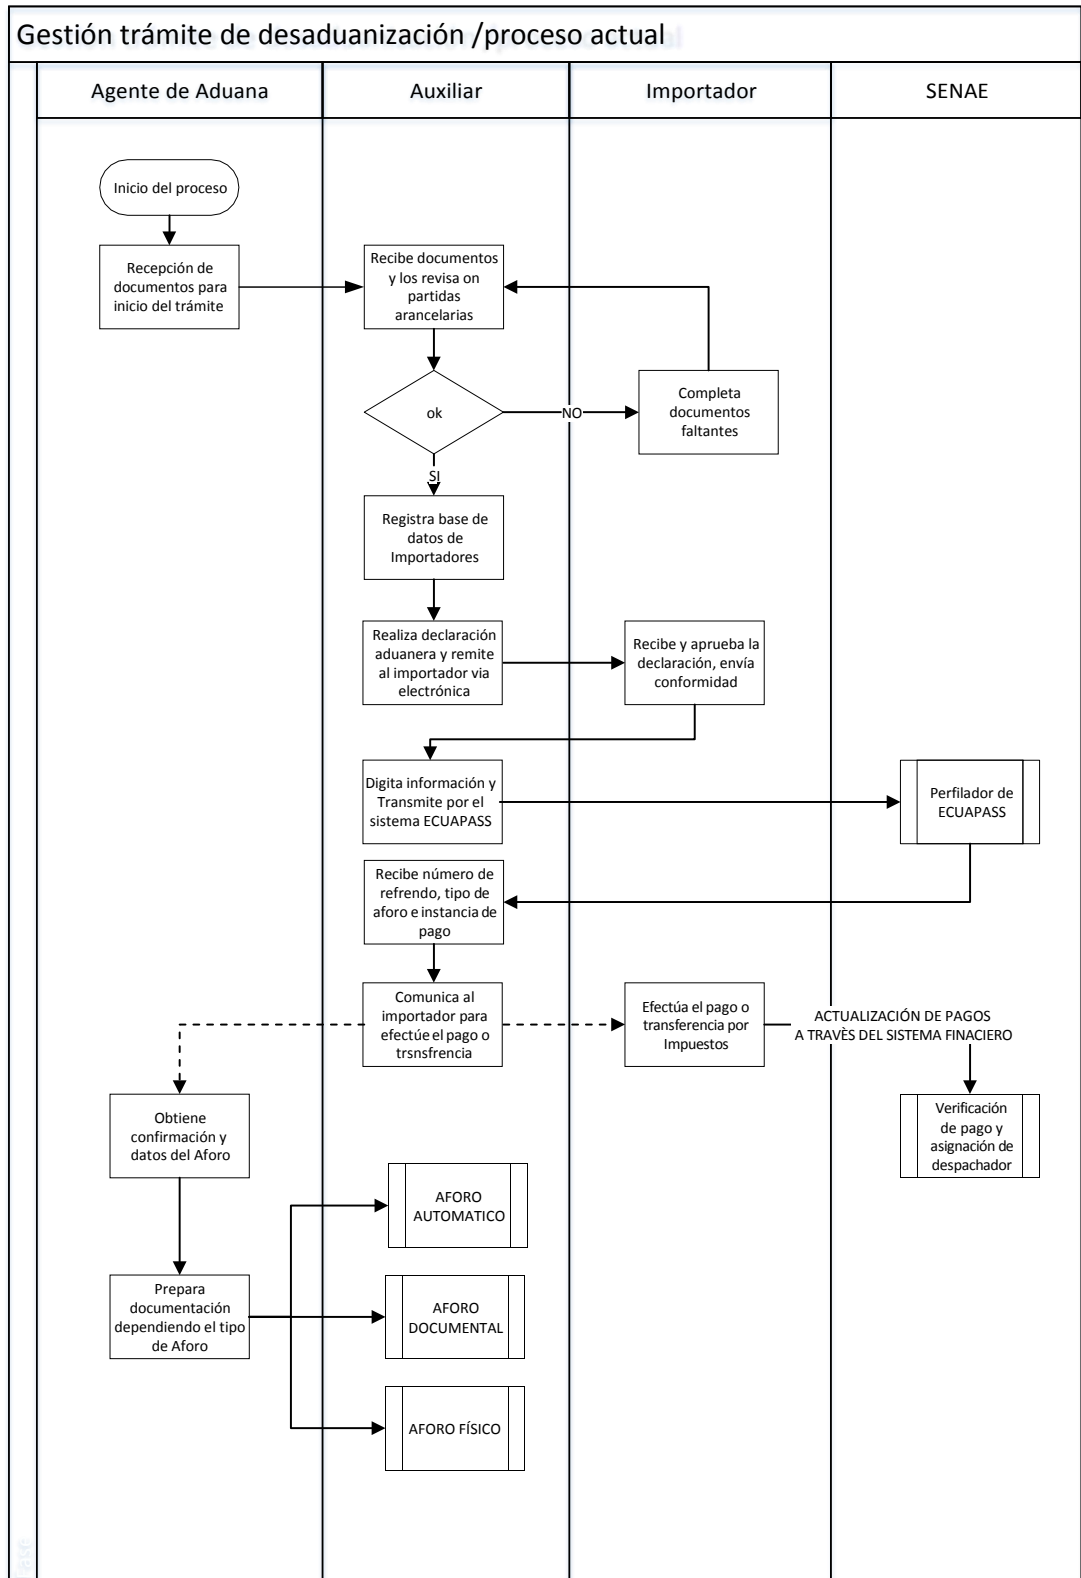 Gestión trámite de desaduanización /proceso actual
Agente de Aduana
Auxiliar
Importador
SENAE
Inicio del proceso
Recepción de
documentos para
inicio del trámite
Recibe documentos
y los revisa on
partidas
arancelarias
ok
NO
Completa
documentos
faltantes
SI
Registra base de
datos de
Importadores
Realiza declaración
aduanera y remite
al importador via
electrónica
Recibe y aprueba la
declaración, envía
conformidad
Digita información y
Transmite por el
sistema ECUAPASS
Perfilador de
ECUAPASS
Recibe número de
refrendo, tipo de
aforo e instancia de
pago
Comunica al
importador para
efectúe el pago o
trsnsfrencia
Efectúa el pago o
transferencia por
Impuestos
ACTUALIZACIÓN DE PAGOS
A TRAVÈS DEL SISTEMA FINACIERO
Obtiene
confirmación y
datos del Aforo
Verificación
de pago y
asignación de
despachador
AFORO
AUTOMATICO
Prepara
documentación
dependiendo el tipo
de Aforo
AFORO
DOCUMENTAL
AFORO FÍSICO
Fase